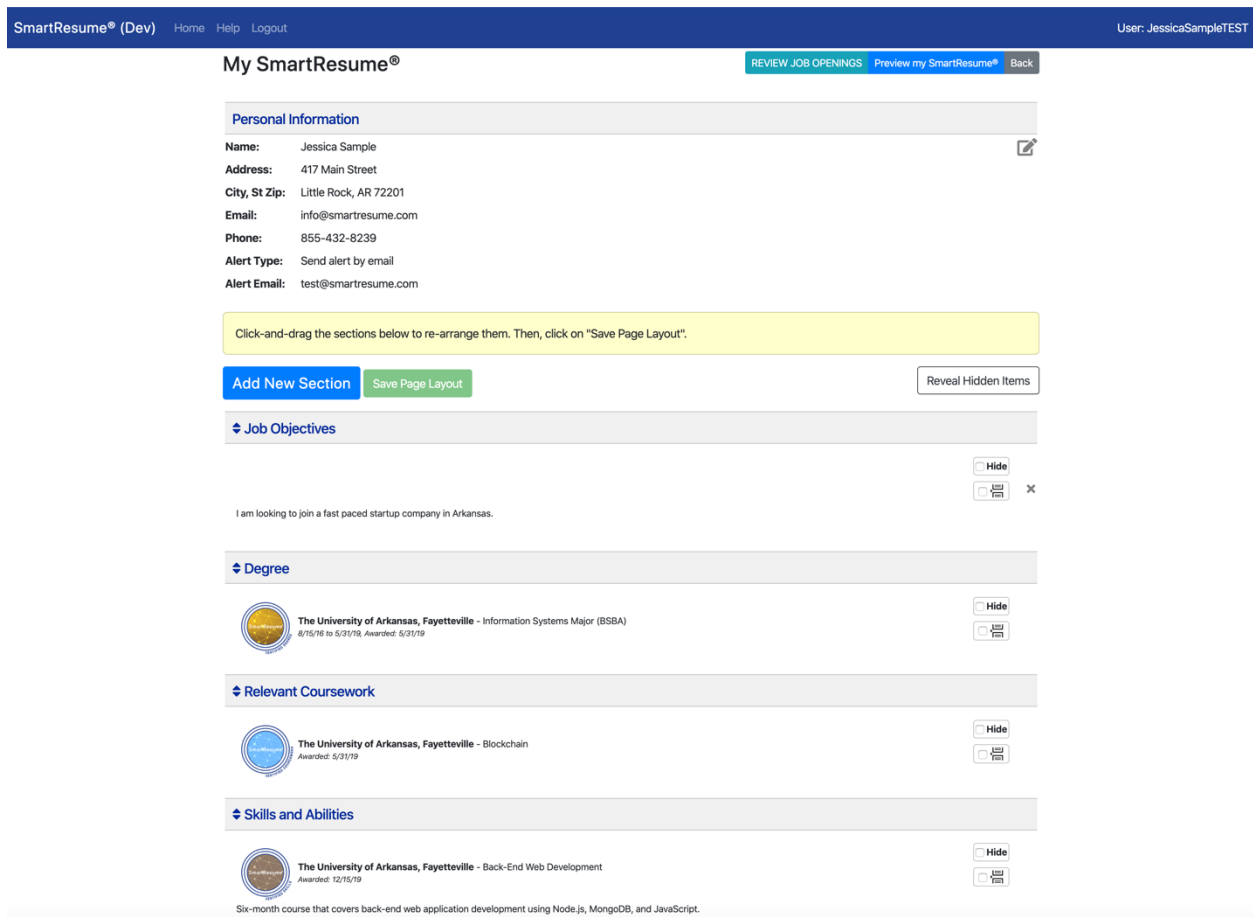 SmartResume® (Dev) Home Help Logout User: JessicaSampleTEST
My SmartResume® REVIEW JOB OPENINGS Preview my SmartResume® Back
Personal Information
Name: Jessica Sample
Address: 417 Main Street
City, St Zip: Little Rock, AR 72201
Email: info@smartresume.com
Phone: 855-432-8239
Alert Type: Send alert by email
Alert Email: test@smartresume.com
Click-and-drag the sections below to re-arrange them. Then, click on "Save Page Layout".
Add New Section Save Page Layout Reveal Hidden Items
Job Objectives
Hide
I am looking to join a fast paced startup company in Arkansas.
Degree
Hide
The University of Arkansas, Fayetteville - Information Systems Major (BSBA)
8/15/16 to 5/31/19, Awarded: 5/31/19
Relevant Coursework
Hide
The University of Arkansas, Fayetteville - Blockchain
Awarded: 5/31/19
Skills and Abilities
Hide
The University of Arkansas, Fayetteville - Back-End Web Development
Awarded: 12/15/19
Six-month course that covers back-end web application development using Node.js, MongoDB, and JavaScript.